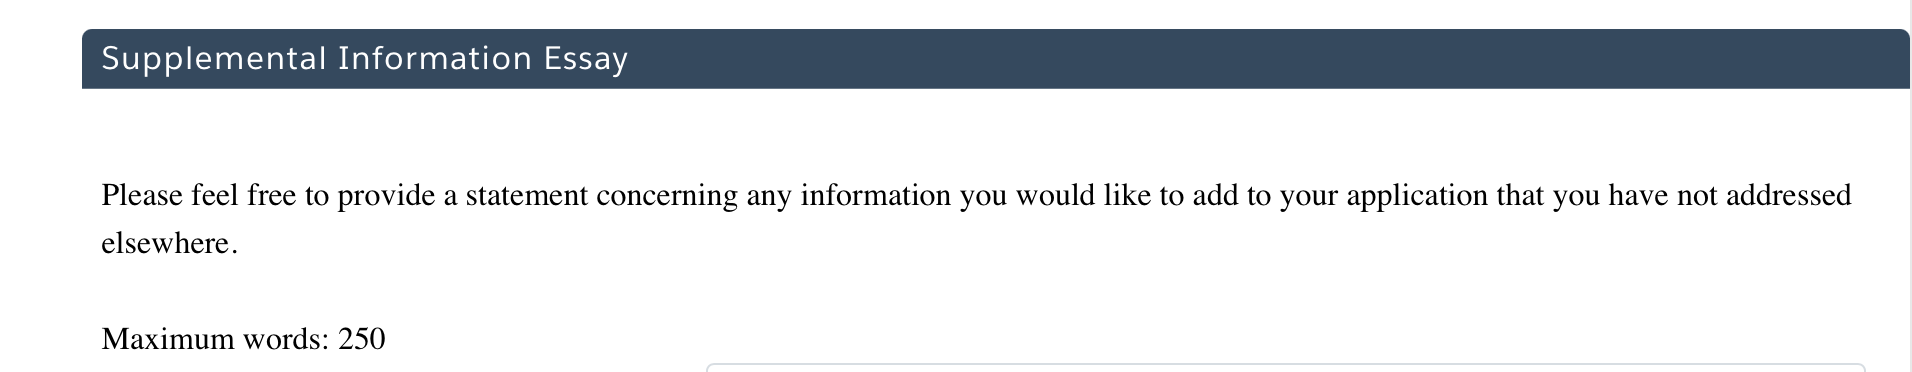 Supplemental Information Essay
Please feel free to provide a statement concerning any information you would like to add to your application that you have not addressed
elsewhere.
Maximum words: 250